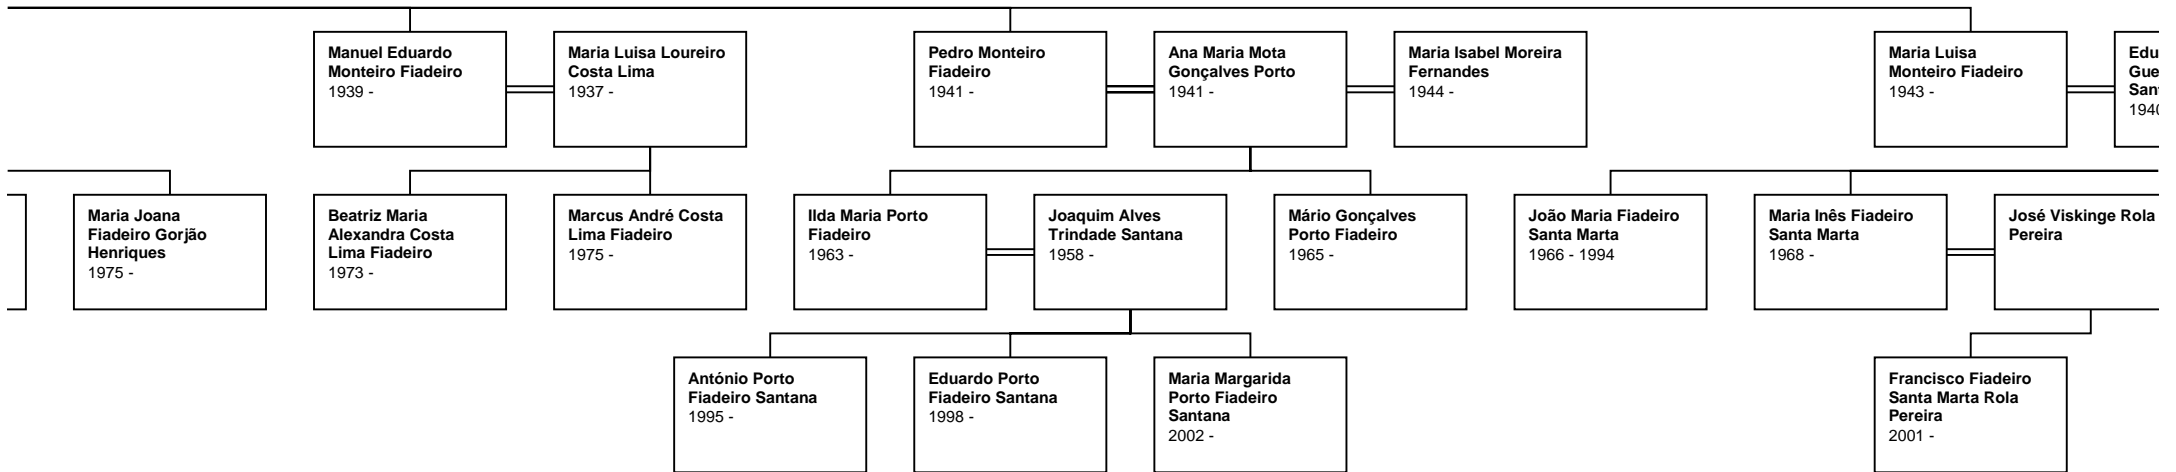 Manuel Eduardo
Monteiro Fiadeiro
1939 -
Maria Luisa Loureiro
Costa Lima
1937 -
Pedro Monteiro
Fiadeiro
1941 -
Ana Maria Mota
Gonçalves Porto
1941 -
Maria Isabel Moreira
Fernandes
1944 -
Maria Luisa
Monteiro Fiadeiro
1943 -
Edu
Gue
San
1940
Maria Joana
Fiadeiro Gorjão
Henriques
1975 -
Beatriz Maria
Alexandra Costa
Lima Fiadeiro
1973 -
Marcus André Costa
Lima Fiadeiro
1975 -
Ilda Maria Porto
Fiadeiro
1963 -
Joaquim Alves
Trindade Santana
1958 -
Mário Gonçalves
Porto Fiadeiro
1965 -
João Maria Fiadeiro
Santa Marta
1966 - 1994
Maria Inês Fiadeiro
Santa Marta
1968 -
José Viskinge Rola
Pereira
António Porto
Fiadeiro Santana
1995 -
Eduardo Porto
Fiadeiro Santana
1998 -
Maria Margarida
Porto Fiadeiro
Santana
2002 -
Francisco Fiadeiro
Santa Marta Rola
Pereira
2001 -